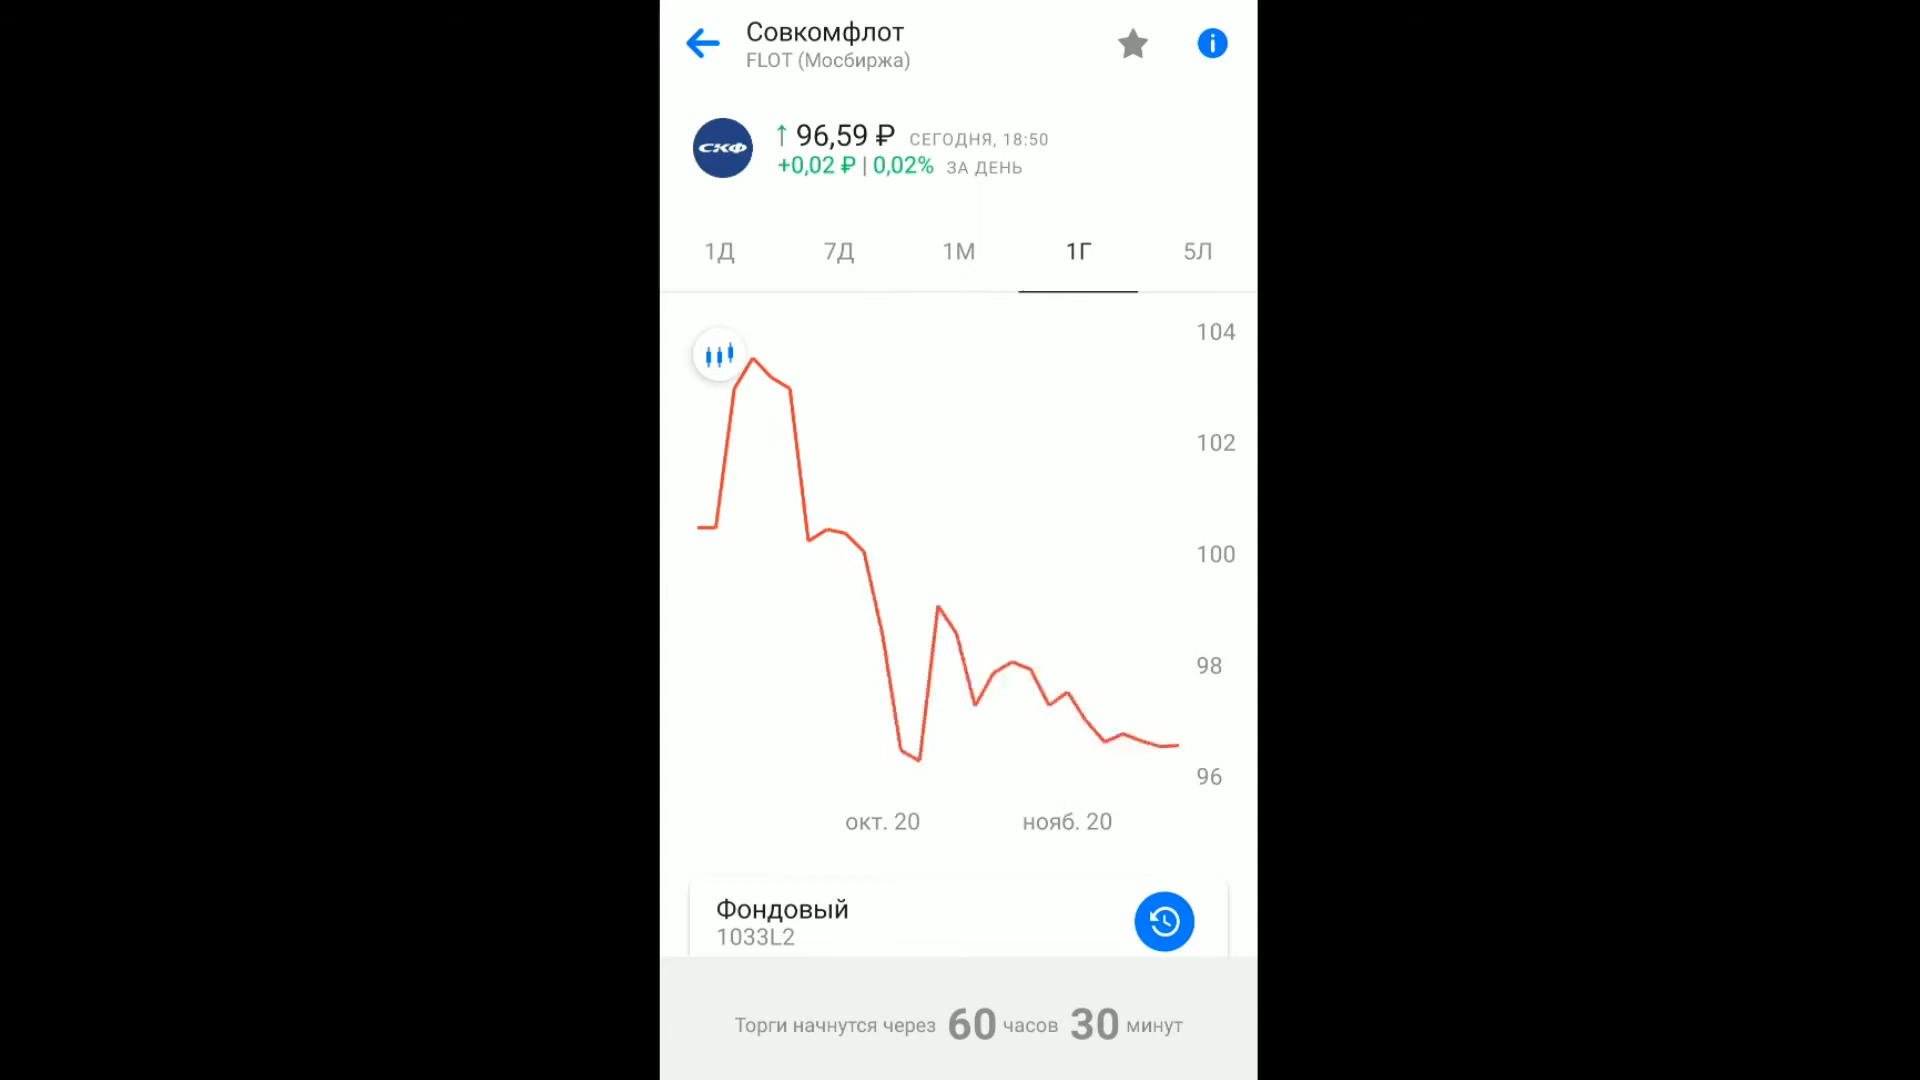 Совкомфлот
FLOT (Мосбиржа)
СКФ
↑ 96,59 ₽ СЕГОДНЯ, 18:50
+0,02 ₽ | 0,02% ЗА ДЕНЬ
1Д 7Д 1М 1Г 5Л
104
102
100
98
96
окт. 20 нояб. 20
Фондовый
1033L2
Торги начнутся через 60 часов 30 минут